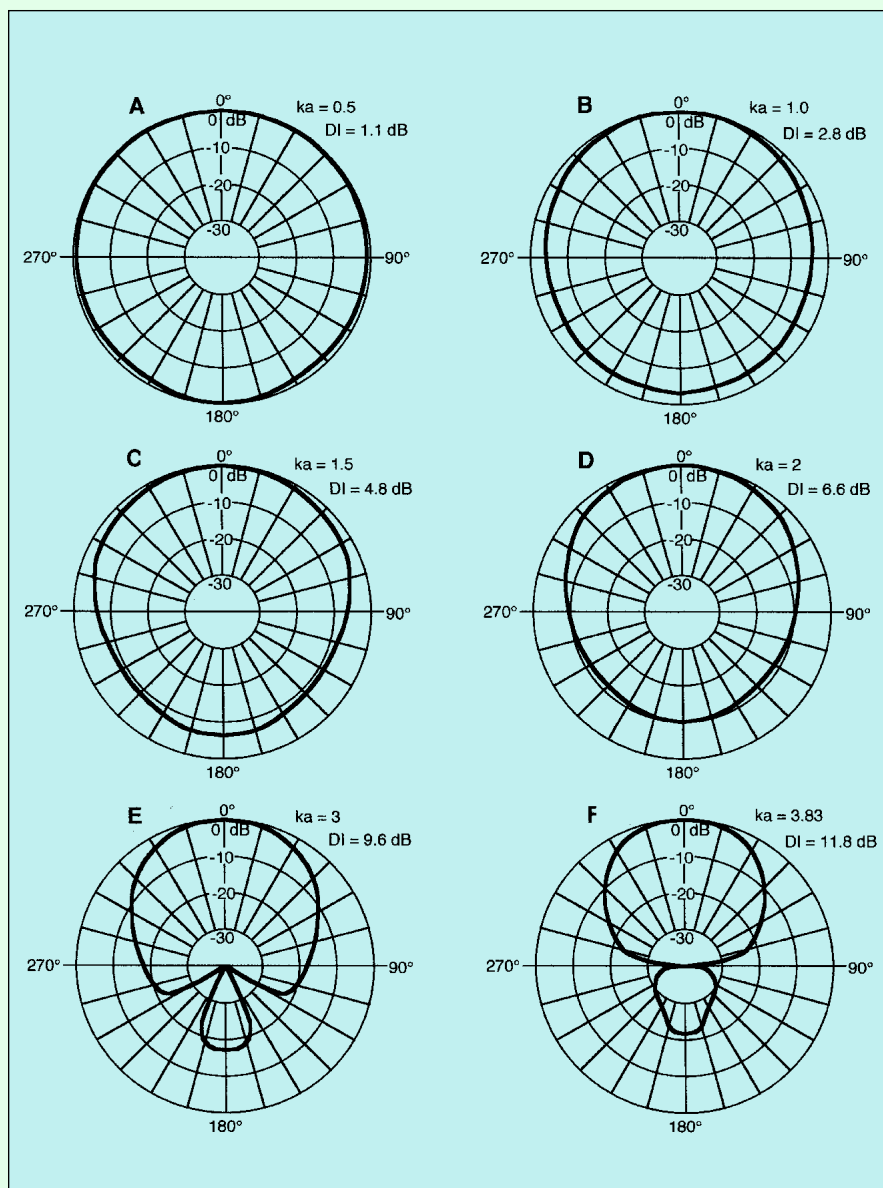 A
0°
ka = 0.5
DI = 1.1 dB
0 dB
-10
-20
-30
270°
90°
180°
B
0°
ka = 1.0
DI = 2.8 dB
0 dB
-10
-20
-30
270°
90°
180°
C
0°
ka = 1.5
DI = 4.8 dB
0 dB
-10
-20
-30
270°
90°
180°
D
0°
ka = 2
DI = 6.6 dB
0 dB
-10
-20
-30
270°
90°
180°
E
0°
ka = 3
DI = 9.6 dB
0 dB
-10
-20
-30
270°
90°
180°
F
0°
ka = 3.83
DI = 11.8 dB
0 dB
-10
-20
-30
270°
90°
180°